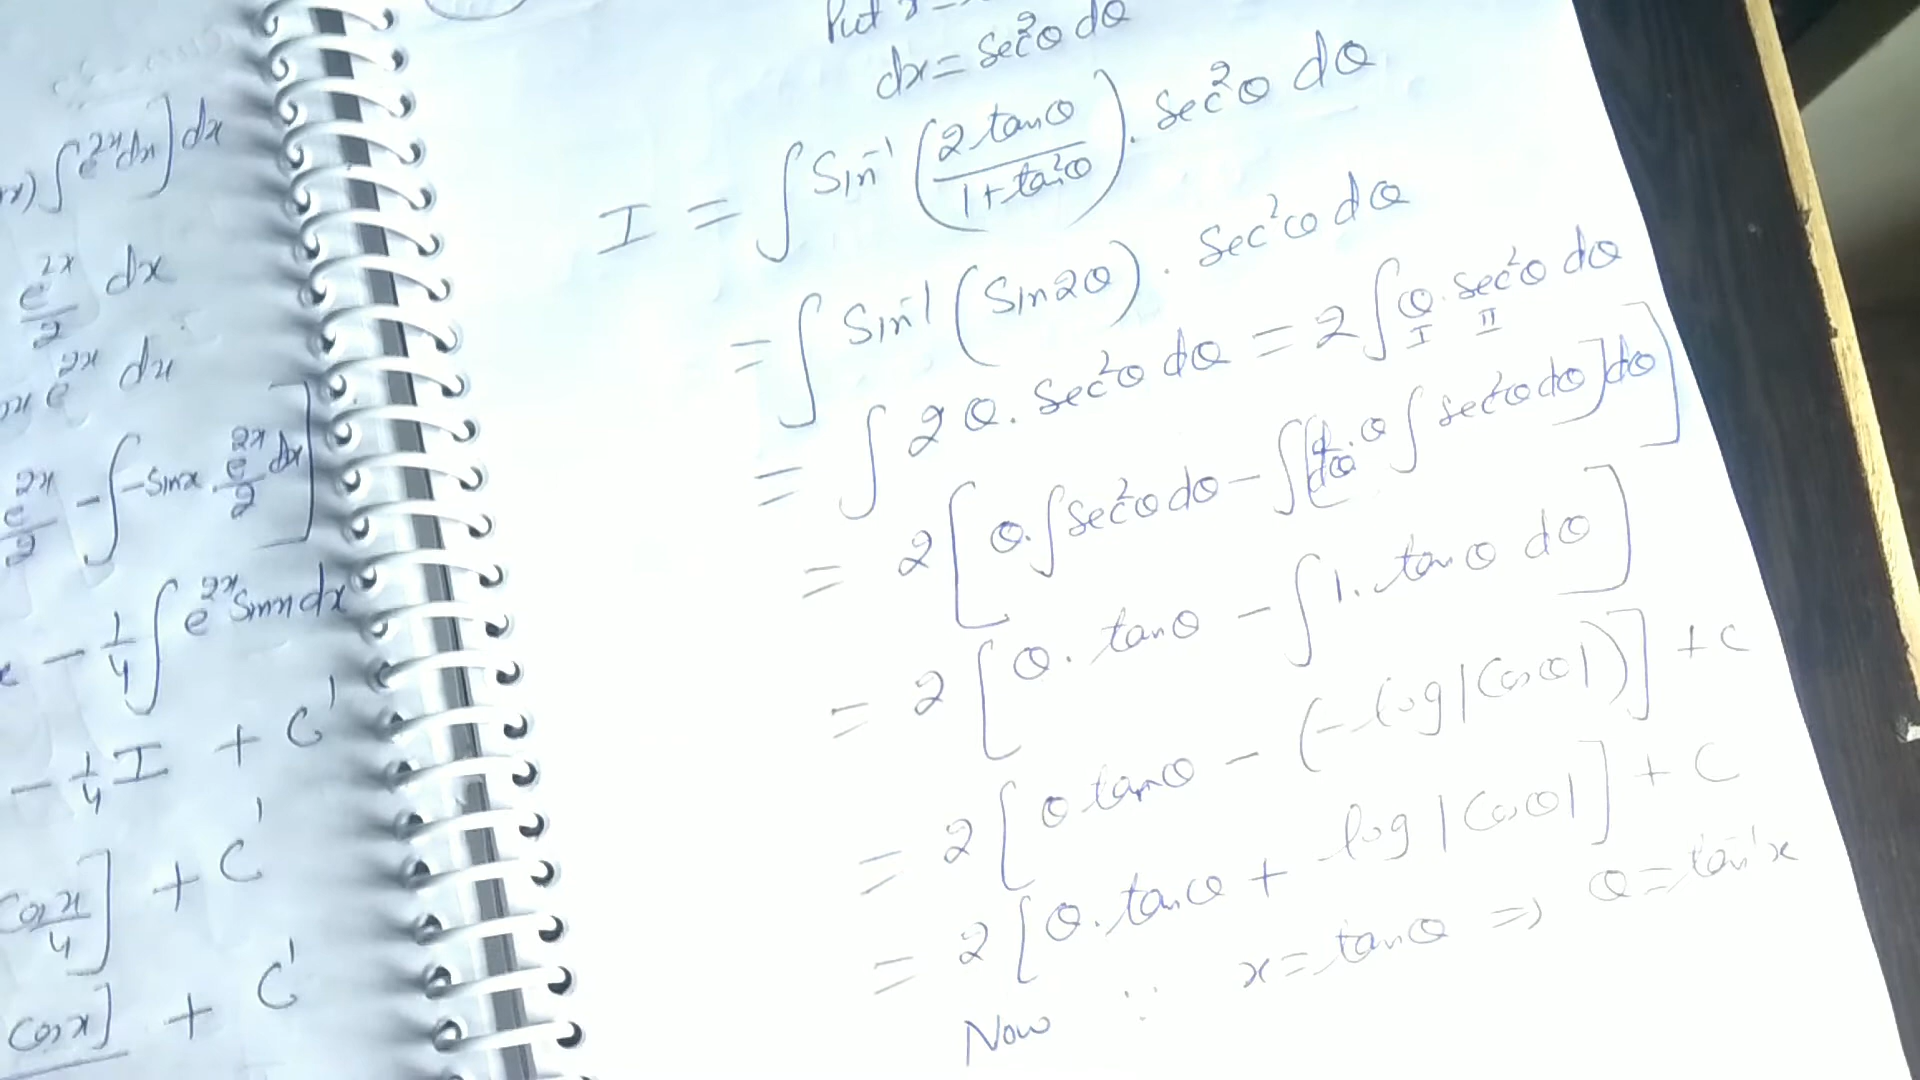 ∫e^{2x}dx]dx
e^{2x}/2 dx
e^{2x} dx
e^{2x}/2 - ∫-Sinx . e^{2x}/2 dx]
- 1/4 ∫e^{2x} Sinx dx
- 1/4 I + C'
Cosx/4] + C'
Cosx] + C'
Put
dx = Sec²θ dθ
I = ∫Sin⁻¹(2 tanθ/1+tan²θ) . Sec²θ dθ
= ∫Sin⁻¹(Sin2θ) . Sec²θ dθ
= ∫2θ. Sec²θ dθ = 2∫θ. Sec²θ dθ
I II
= 2[θ.∫Sec²θ dθ - ∫[d/dθ .θ ∫sec²θ dθ]dθ]
= 2[θ. tanθ - ∫1. tanθ dθ]
= 2[θ tanθ - (-log|Cosθ|)] + C
= 2[θ. tanθ + log|Cosθ|] + C
Now ∵ x = tanθ ⇒ θ = tan⁻¹x